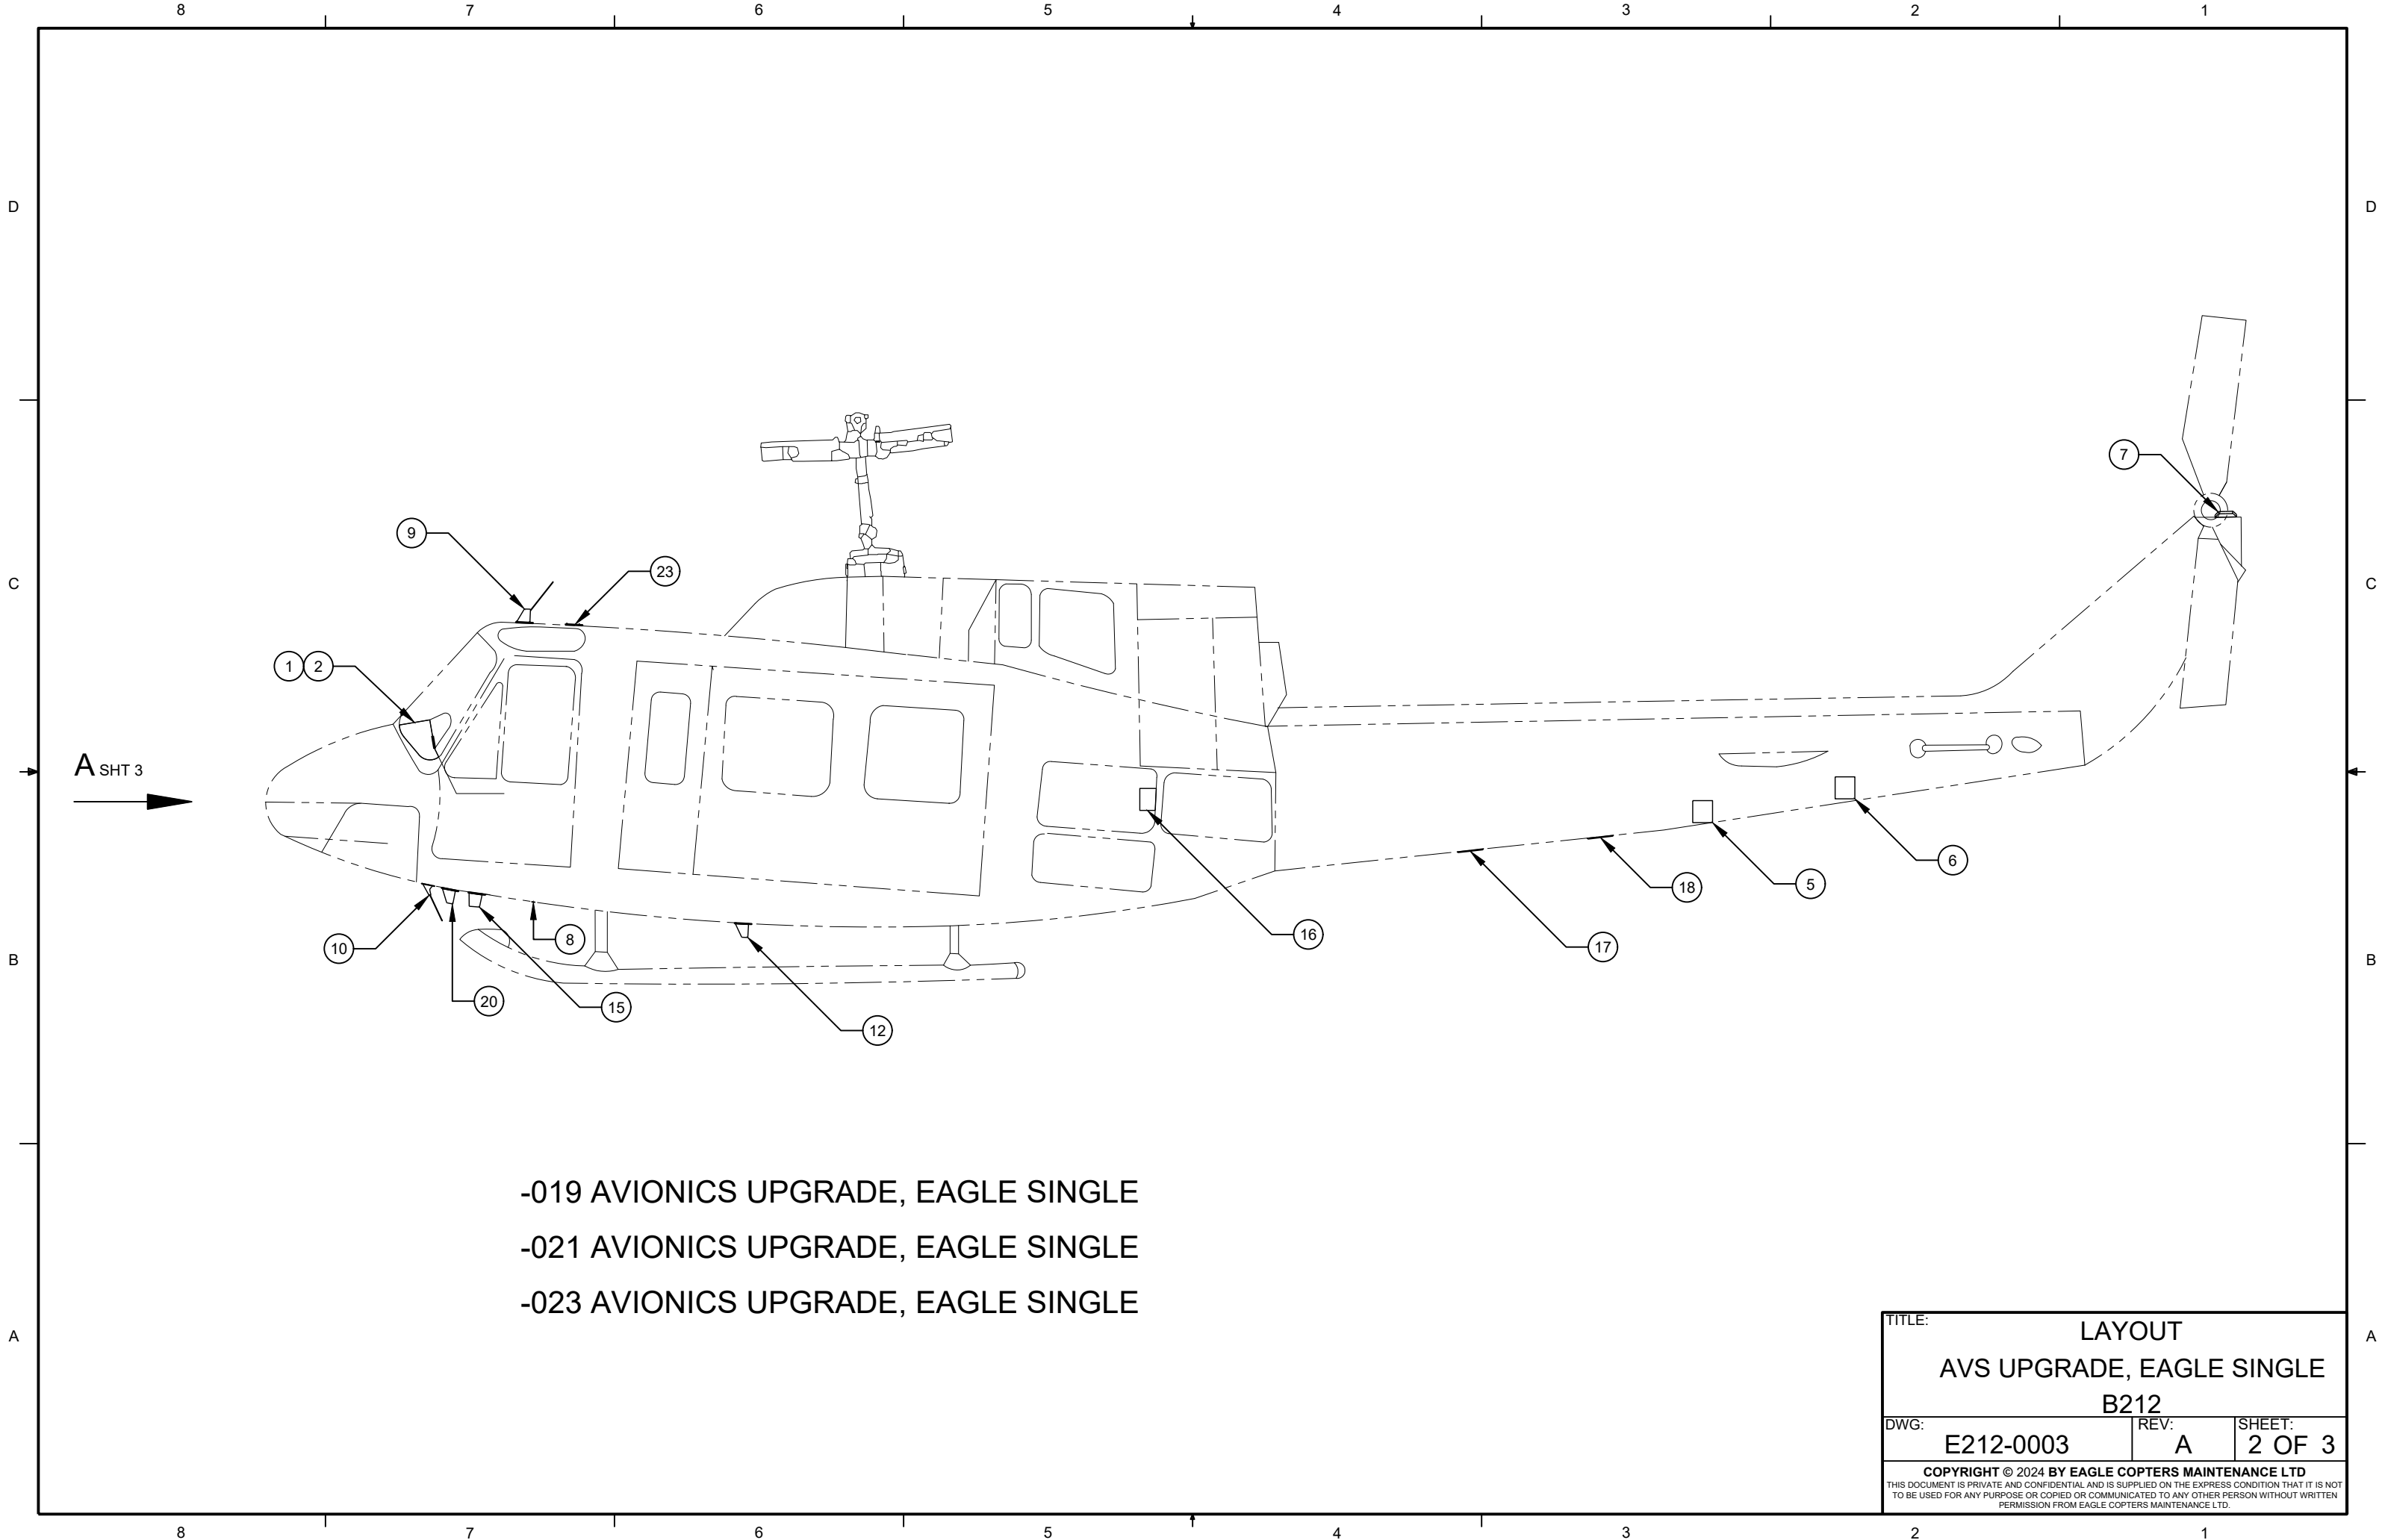 8 7 6 5 4 3 2 1
D D
7
9
23
C C
1 2
A SHT 3
6
5
18
16
8
17
10
B B
20
15
12
-019 AVIONICS UPGRADE, EAGLE SINGLE
-021 AVIONICS UPGRADE, EAGLE SINGLE
-023 AVIONICS UPGRADE, EAGLE SINGLE
A A
TITLE:
LAYOUT
AVS UPGRADE, EAGLE SINGLE
B212
DWG: REV: SHEET:
E212-0003 A 2 OF 3
COPYRIGHT © 2024 BY EAGLE COPTERS MAINTENANCE LTD
THIS DOCUMENT IS PRIVATE AND CONFIDENTIAL AND IS SUPPLIED ON THE EXPRESS CONDITION THAT IT IS NOT
TO BE USED FOR ANY PURPOSE OR COPIED OR COMMUNICATED TO ANY OTHER PERSON WITHOUT WRITTEN
PERMISSION FROM EAGLE COPTERS MAINTENANCE LTD.
8 7 6 5 4 3 2 1